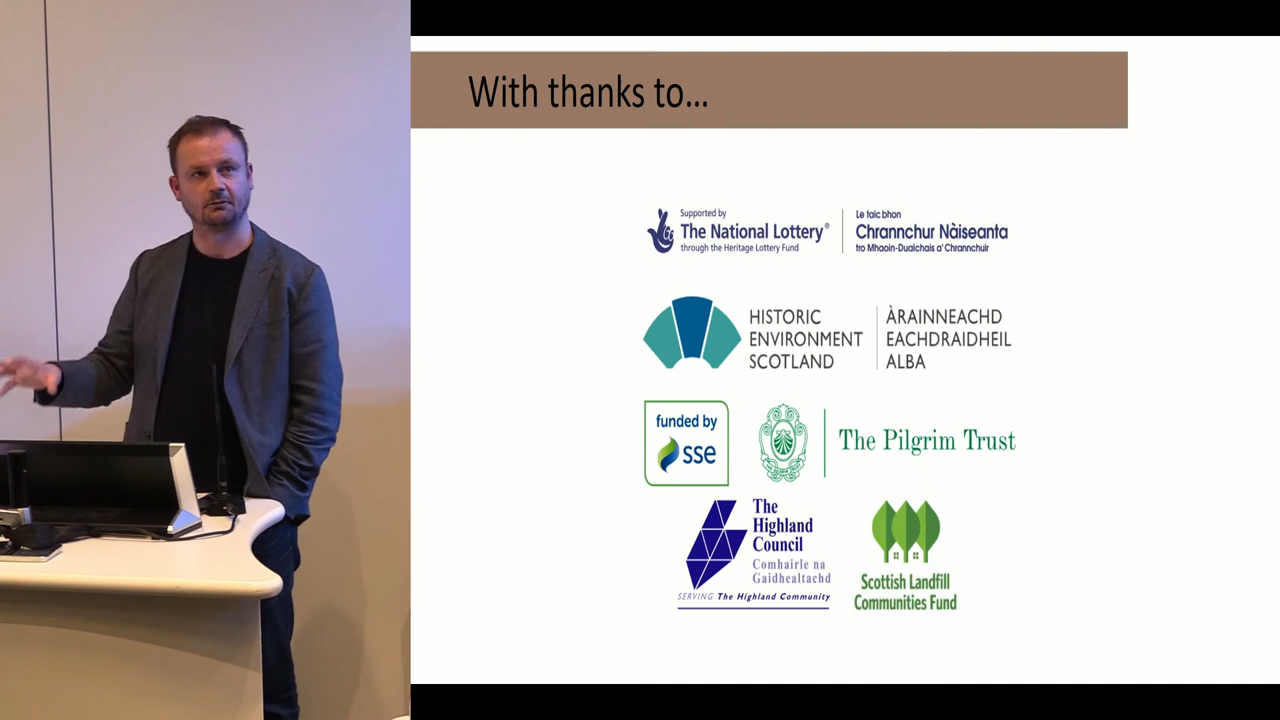 With thanks to...
Supported by
The National Lottery®
through the Heritage Lottery Fund
Le taic bhon
Chrannchur Nàiseanta
tro Mhaoin-Dualchais a' Chrannchuir
HISTORIC
ENVIRONMENT
SCOTLAND
ÀRAINNEACHD
EACHDRAIDHEIL
ALBA
funded by
sse
The Pilgrim Trust
The
Highland
Council
Comhairle na
Gaidhealtachd
SERVING The Highland Community
Scottish Landfill
Communities Fund